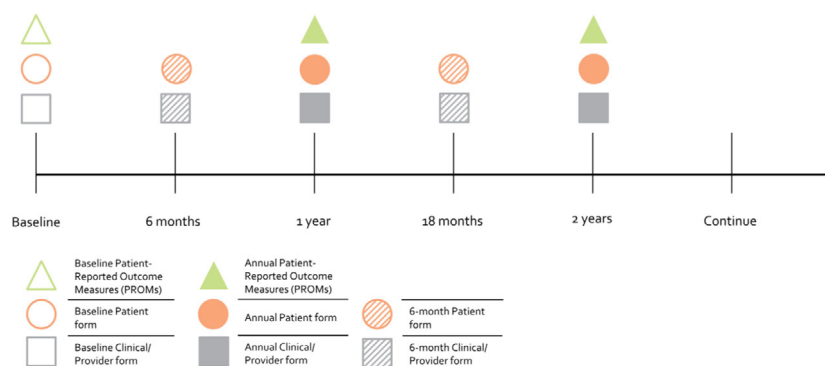 Baseline
6 months
1 year
18 months
2 years
Continue
Baseline Patient-
Reported Outcome
Measures (PROMs)
Annual Patient-
Reported Outcome
Measures (PROMs)
Baseline Patient
form
Annual Patient form
6-month Patient
form
Baseline Clinical/
Provider form
Annual Clinical/
Provider form
6-month Clinical/
Provider form